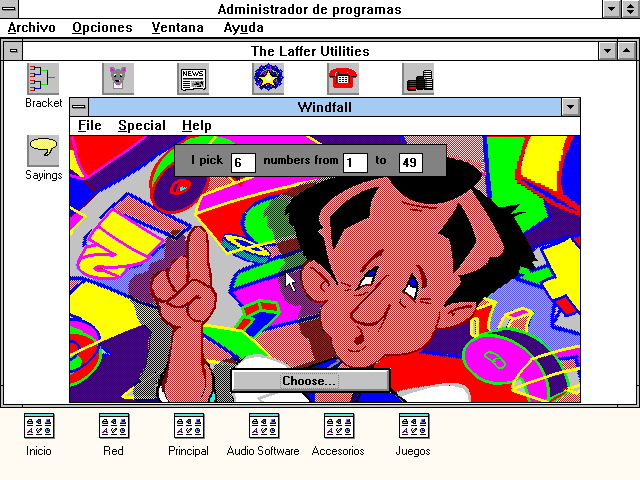 Administrador de programas
Archivo Opciones Ventana Ayuda
The Laffer Utilities
NEWS
Bracket
Windfall
File Special Help
I pick 6 numbers from 1 to 49
Sayings
Choose...
Inicio Red Principal Audio Software Accesorios Juegos